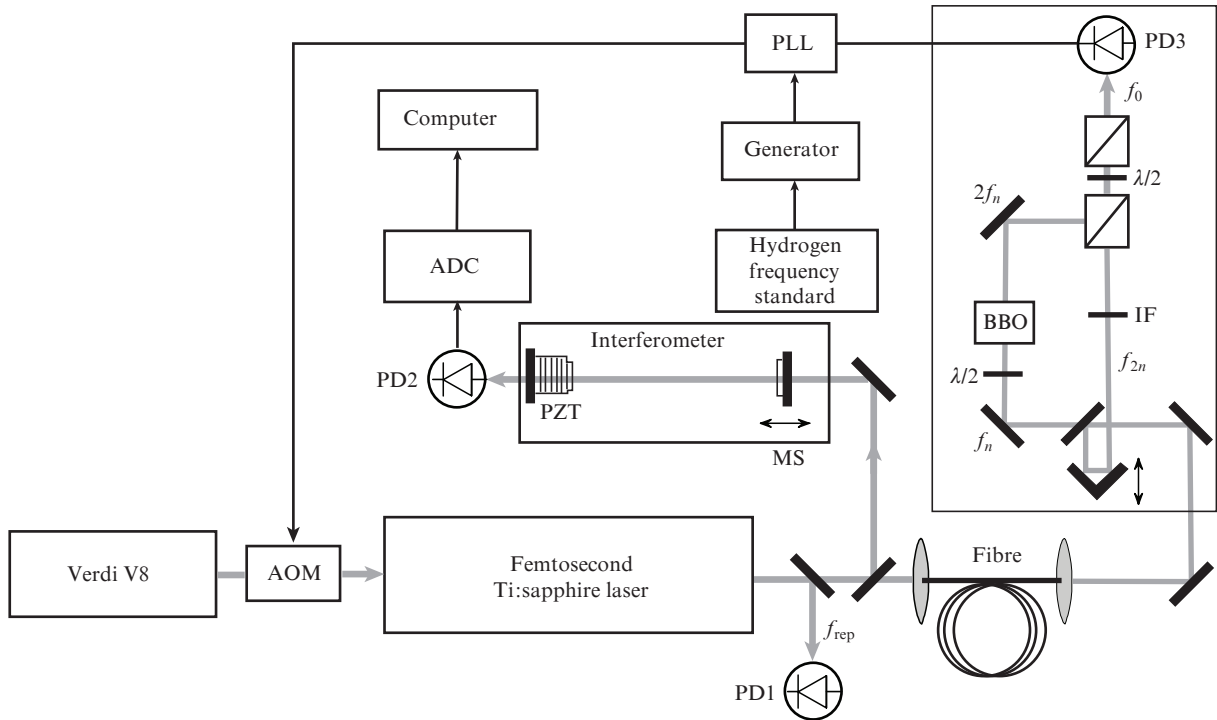 PLL
PD3
f0
Computer
Generator
λ/2
2fn
ADC
Hydrogen
frequency
standard
BBO
IF
Interferometer
PD2
PZT
λ/2
f2n
fn
MS
Verdi V8
AOM
Femtosecond
Ti:sapphire laser
Fibre
frep
PD1